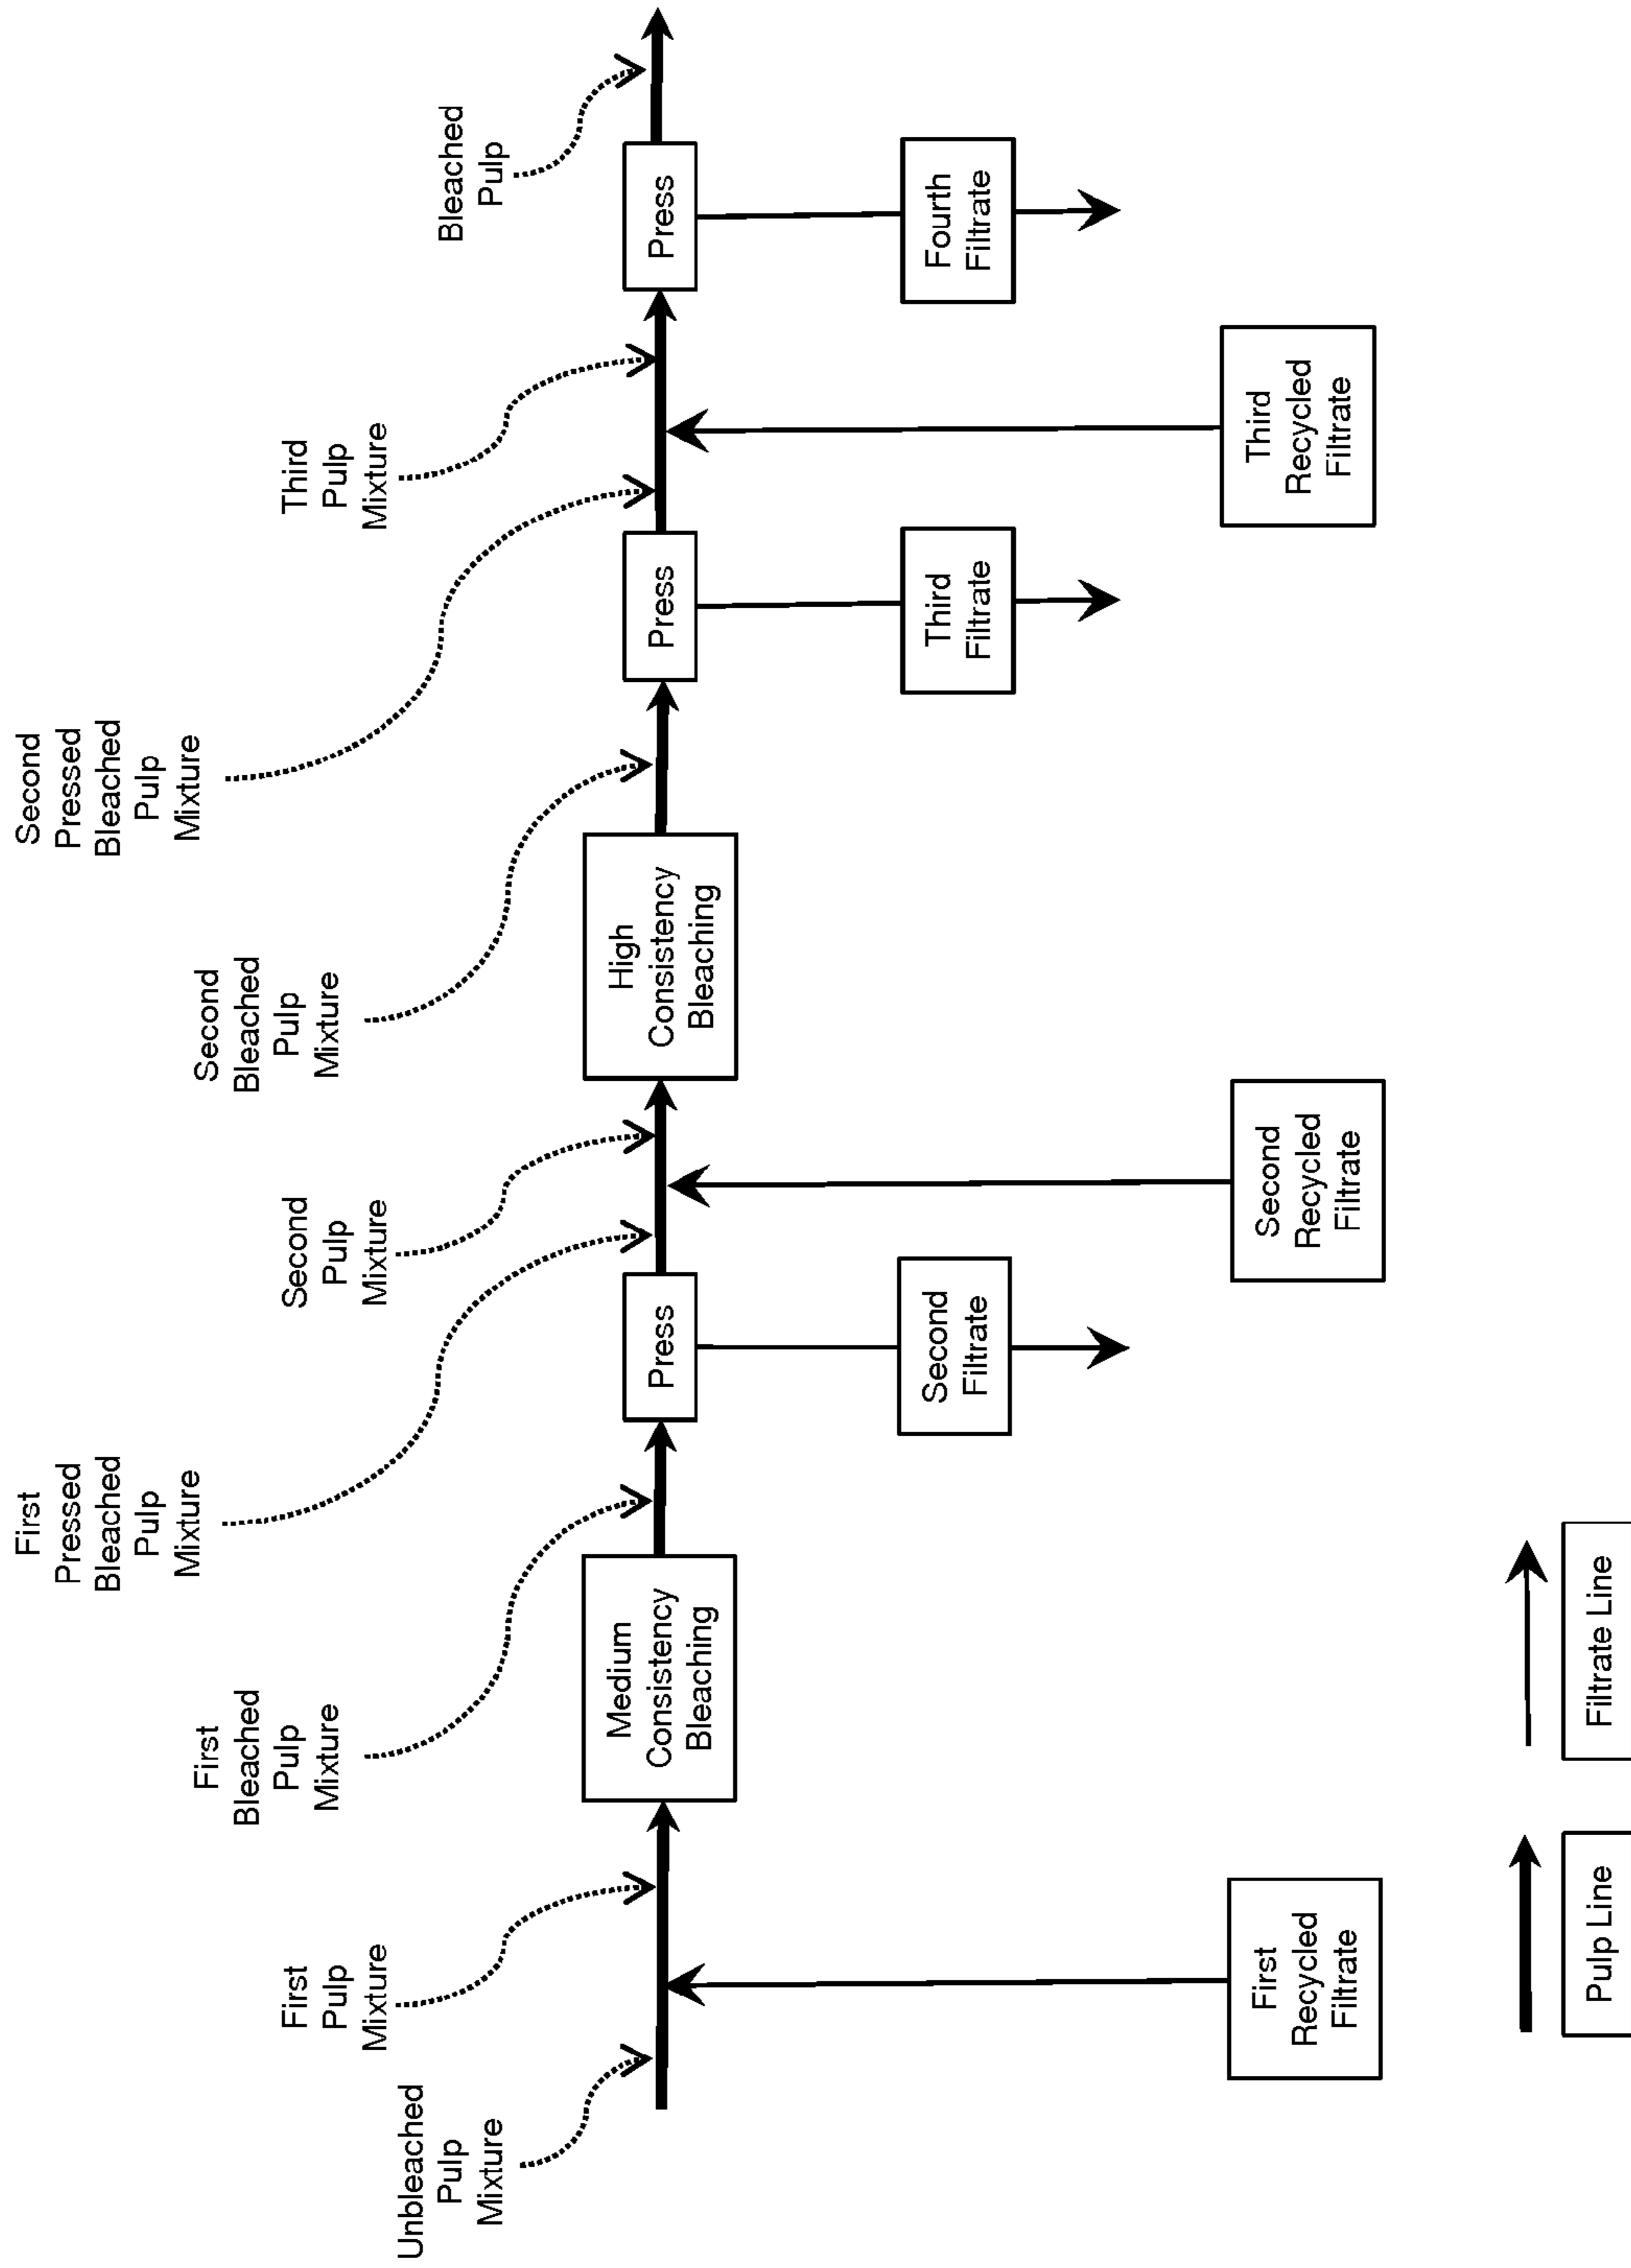 Unbleached
Pulp
Mixture
First
Pulp
Mixture
First
Bleached
Pulp
Mixture
First
Pressed
Bleached
Pulp
Mixture
Second
Pulp
Mixture
Second
Bleached
Pulp
Mixture
Second
Pressed
Bleached
Pulp
Mixture
Third
Pulp
Mixture
Bleached
Pulp
Medium
Consistency
Bleaching
Press
High
Consistency
Bleaching
Press
Press
Second
Filtrate
Third
Filtrate
Fourth
Filtrate
First
Recycled
Filtrate
Second
Recycled
Filtrate
Third
Recycled
Filtrate
Pulp Line
Filtrate Line